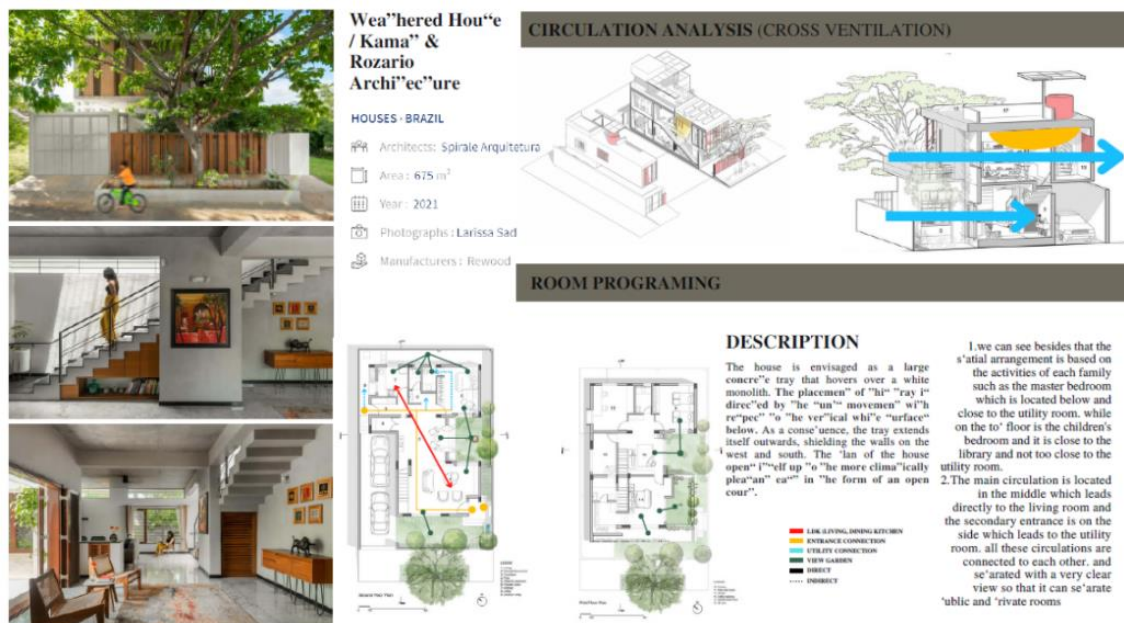 Wea”hered Hou“e
/ Kama” &
Rozario
Archi”ec”ure
HOUSES · BRAZIL
Architects: Spirale Arquitetura
Area : 675 m²
Year : 2021
Photographs : Larissa Sad
Manufacturers : Rewood
CIRCULATION ANALYSIS (CROSS VENTILATION)
ROOM PROGRAMING
DESCRIPTION
The house is envisaged as a large
concre”e tray that hovers over a white
monolith. The placemen” of ”hi“ ”ray i“
direc”ed by ”he “un‘“ movemen” wi”h
re“pec” ”o ”he ver”ical whi”e “urface“
below. As a conse‘uence, the tray extends
itself outwards, shielding the walls on the
west and south. The ‘lan of the house
open“ i”“elf up ”o ”he more clima”ically
plea“an” ea“” in ”he form of an open
cour”.
LDK (LIVING, DINING KITCHEN
ENTRANCE CONNECTION
UTILITY CONNECTION
VIEW GARDEN
DIRECT
INDIRECT
1.we can see besides that the
s‘atial arrangement is based on
the activities of each family
such as the master bedroom
which is located below and
close to the utility room. while
on the to‘ floor is the children's
bedroom and it is close to the
library and not too close to the
utility room.
2.The main circulation is located
in the middle which leads
directly to the living room and
the secondary entrance is on the
side which leads to the utility
room. all these circulations are
connected to each other. and
se‘arated with a very clear
view so that it can se‘arate
‘ublic and ‘rivate rooms
Ground Floor Plan
First Floor Plan